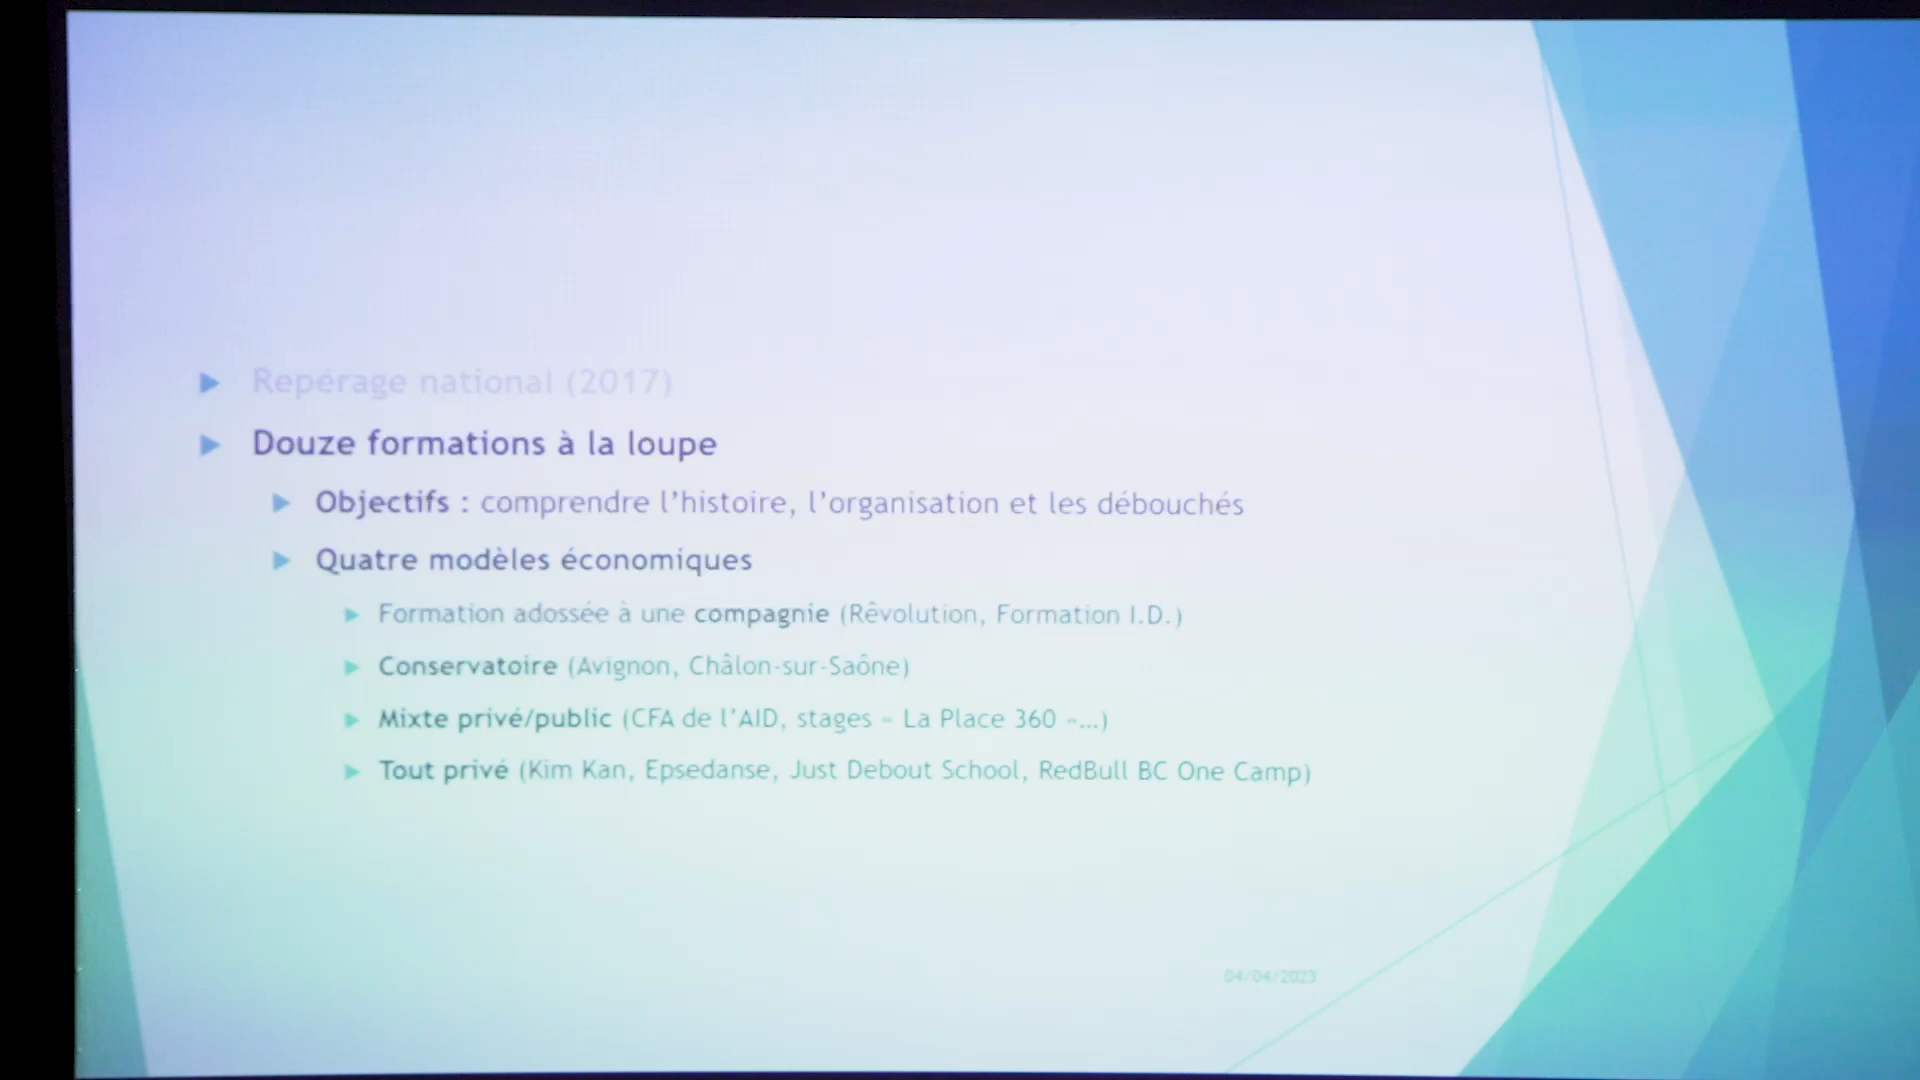 Repérage national (2017)
Douze formations à la loupe
Objectifs : comprendre l'histoire, l'organisation et les débouchés
Quatre modèles économiques
Formation adossée à une compagnie (Rêvolution, Formation I.D.)
Conservatoire (Avignon, Châlon-sur-Saône)
Mixte privé/public (CFA de l'AID, stages « La Place 360 »...)
Tout privé (Kim Kan, Epsedanse, Just Debout School, RedBull BC One Camp)
04/04/2023